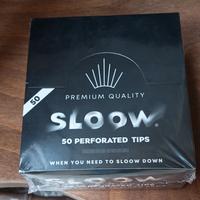 PREMIUM QUALITY
50
SLOOW.
50 PERFORATED TIPS
WHEN YOU NEED TO SLOOW DOWN